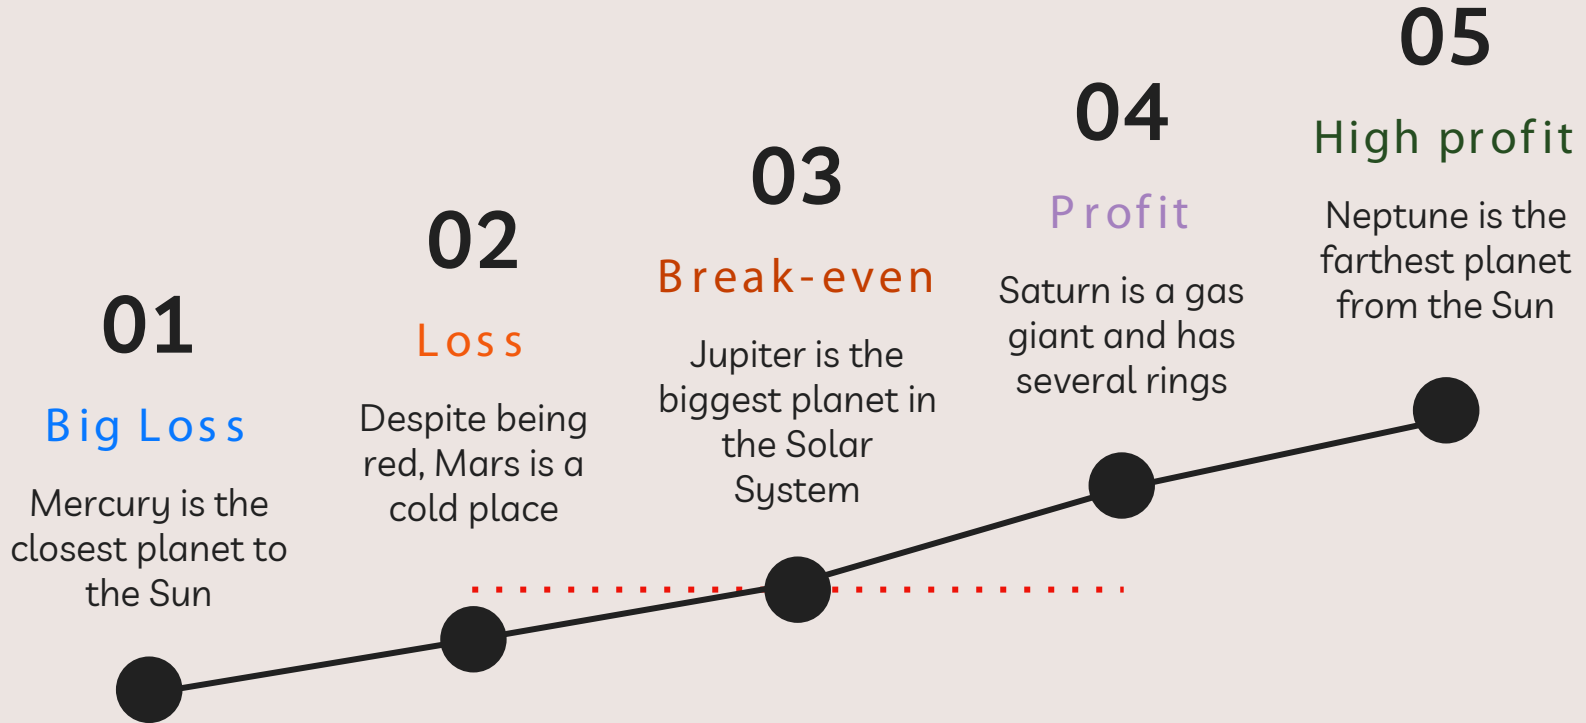 01
Big Loss
Mercury is the
closest planet to
the Sun
02
Loss
Despite being
red, Mars is a
cold place
03
Break-even
Jupiter is the
biggest planet in
the Solar
System
04
Profit
Saturn is a gas
giant and has
several rings
05
High profit
Neptune is the
farthest planet
from the Sun